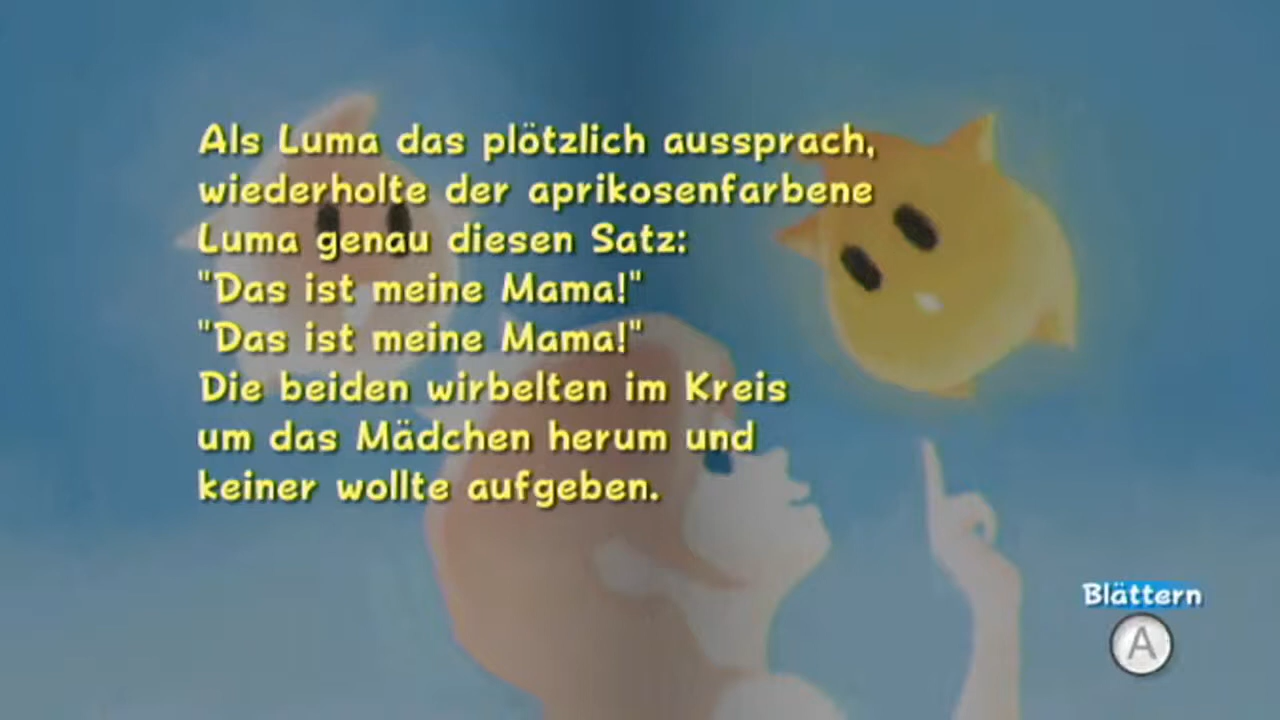 Als Luma das plötzlich aussprach,
wiederholte der aprikosenfarbene
Luma genau diesen Satz:
"Das ist meine Mama!"
"Das ist meine Mama!"
Die beiden wirbelten im Kreis
um das Mädchen herum und
keiner wollte aufgeben.
Blättern
A